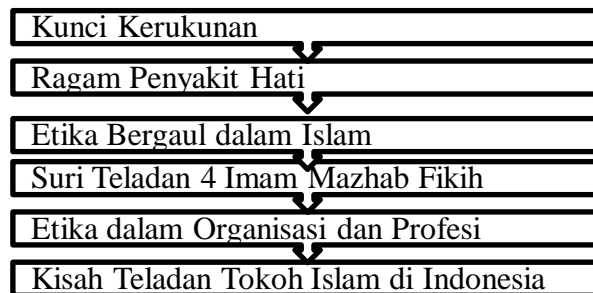 Kunci Kerukunan
Ragam Penyakit Hati
Etika Bergaul dalam Islam
Suri Teladan 4 Imam Mazhab Fikih
Etika dalam Organisasi dan Profesi
Kisah Teladan Tokoh Islam di Indonesia